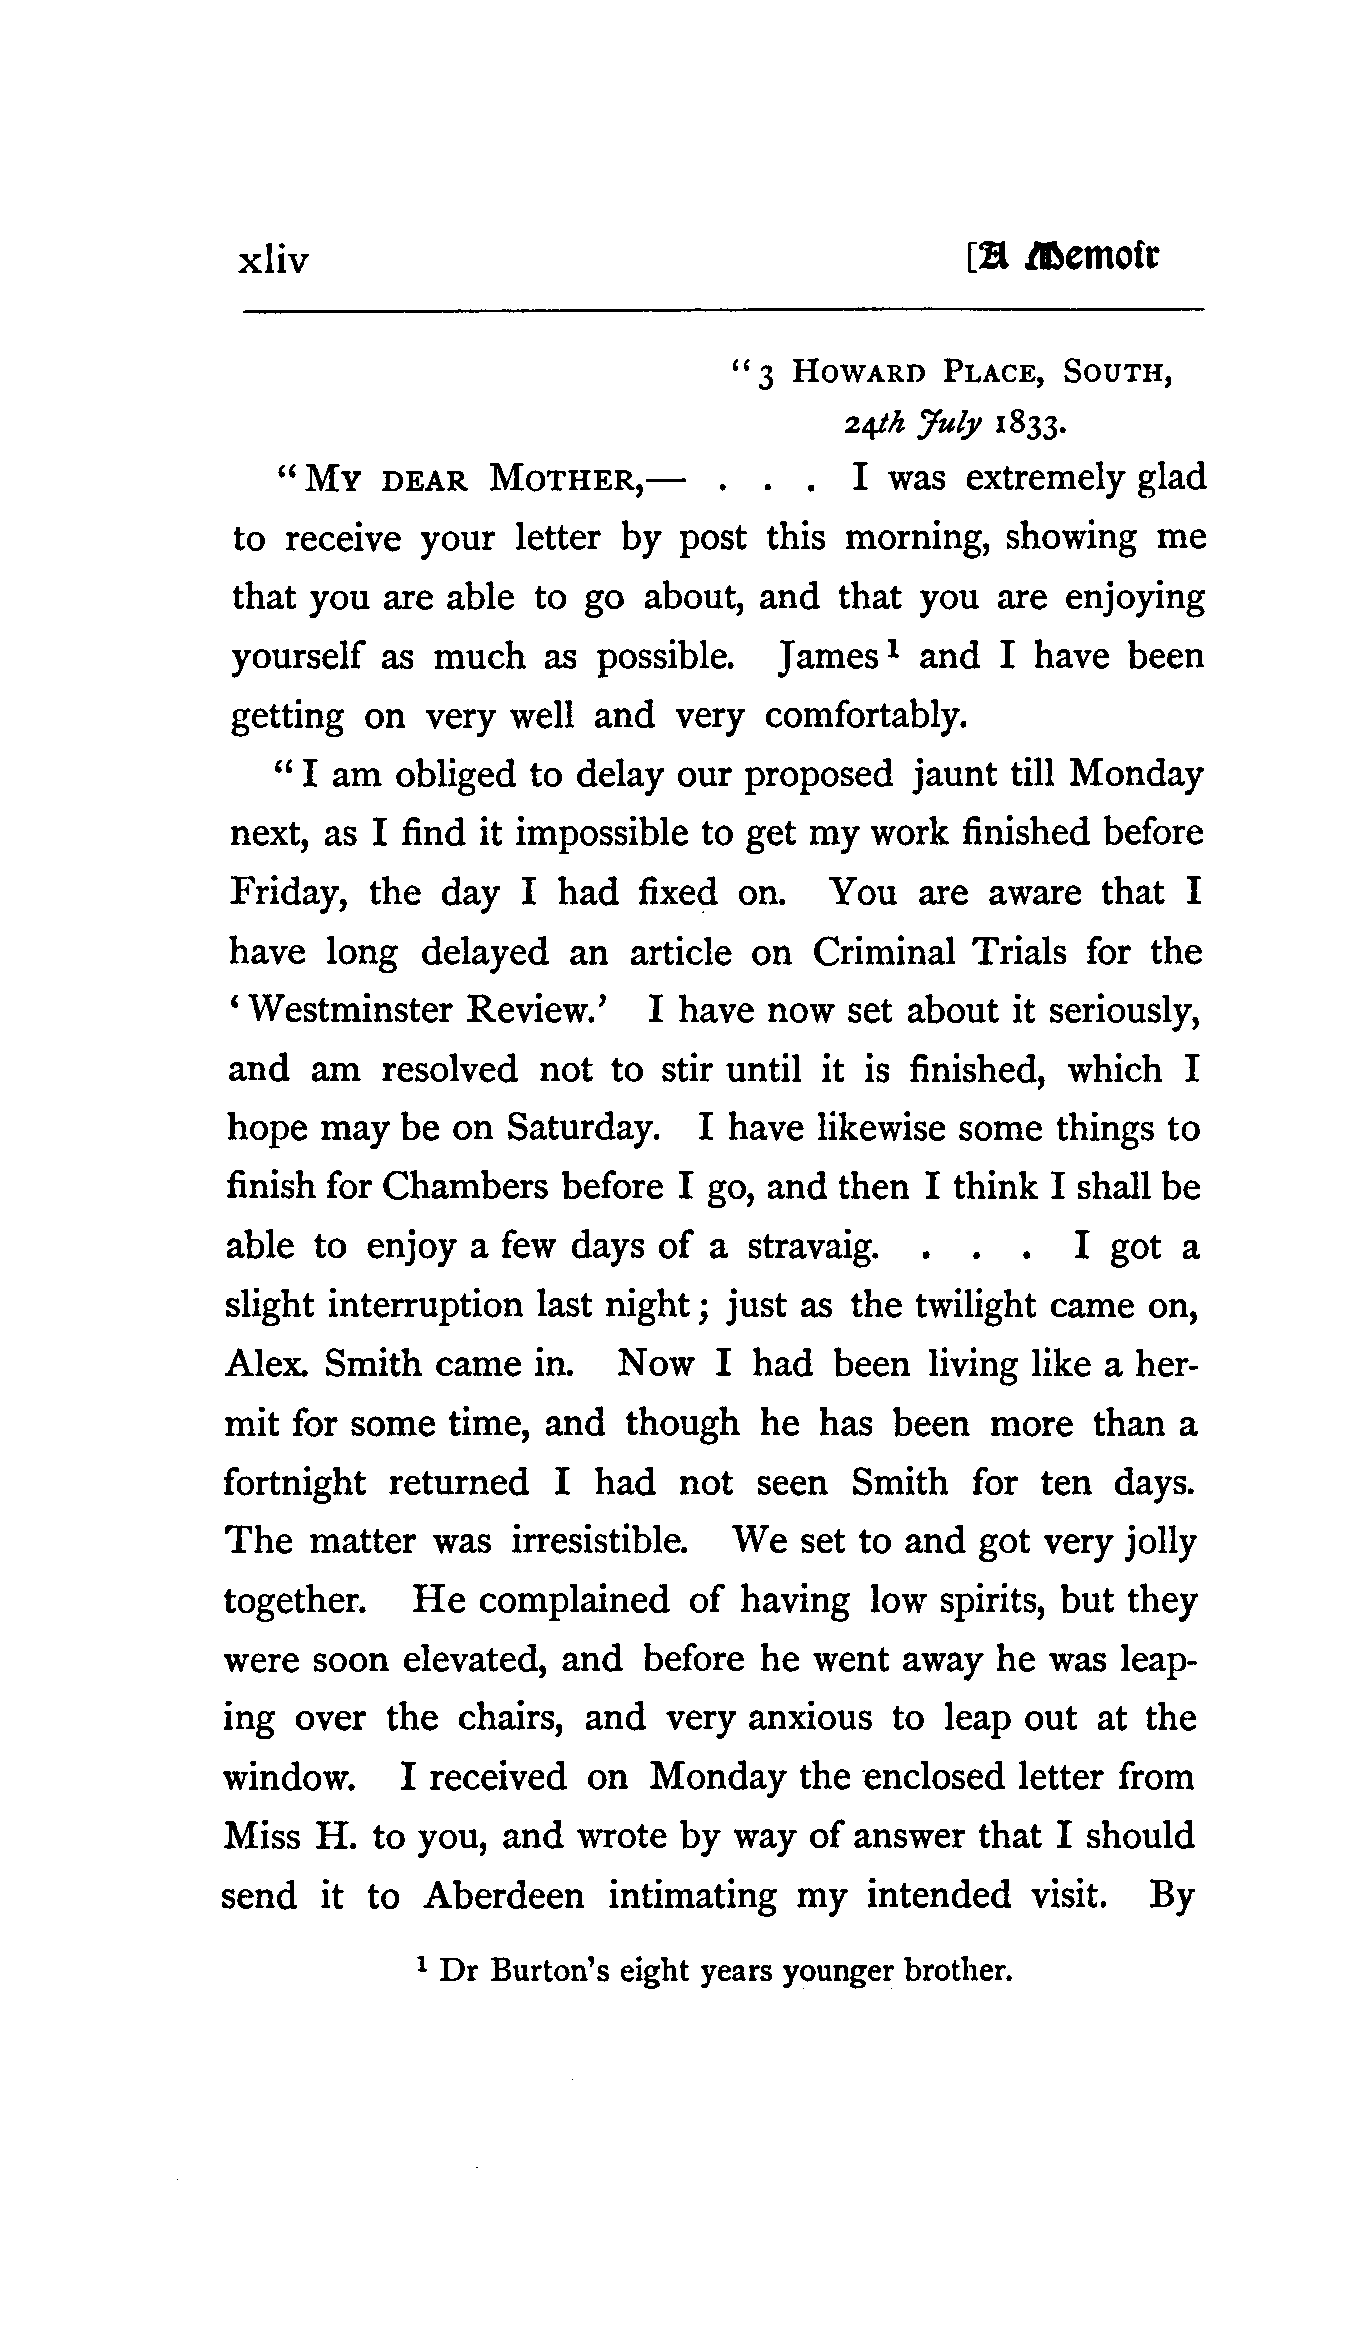 xliv [A Memoir
“3 Howard Place, South,
24th July 1833.
“My dear Mother,— . . . I was extremely glad
to receive your letter by post this morning, showing me
that you are able to go about, and that you are enjoying
yourself as much as possible. James¹ and I have been
getting on very well and very comfortably.
“I am obliged to delay our proposed jaunt till Monday
next, as I find it impossible to get my work finished before
Friday, the day I had fixed on. You are aware that I
have long delayed an article on Criminal Trials for the
‘Westminster Review.’ I have now set about it seriously,
and am resolved not to stir until it is finished, which I
hope may be on Saturday. I have likewise some things to
finish for Chambers before I go, and then I think I shall be
able to enjoy a few days of a stravaig. . . . I got a
slight interruption last night; just as the twilight came on,
Alex. Smith came in. Now I had been living like a her-
mit for some time, and though he has been more than a
fortnight returned I had not seen Smith for ten days.
The matter was irresistible. We set to and got very jolly
together. He complained of having low spirits, but they
were soon elevated, and before he went away he was leap-
ing over the chairs, and very anxious to leap out at the
window. I received on Monday the enclosed letter from
Miss H. to you, and wrote by way of answer that I should
send it to Aberdeen intimating my intended visit. By
¹ Dr Burton’s eight years younger brother.